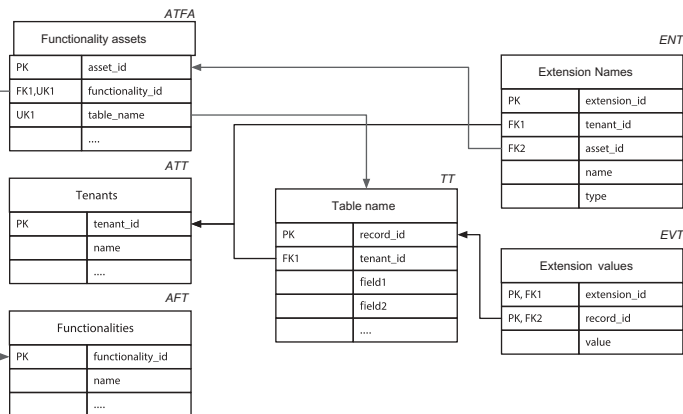 ATFA
Functionality assets
PK asset_id
FK1,UK1 functionality_id
UK1 table_name
....
ATT
Tenants
PK tenant_id
name
....
AFT
Functionalities
PK functionality_id
name
....
TT
Table name
PK record_id
FK1 tenant_id
field1
field2
....
ENT
Extension Names
PK extension_id
FK1 tenant_id
FK2 asset_id
name
type
EVT
Extension values
PK, FK1 extension_id
PK, FK2 record_id
value